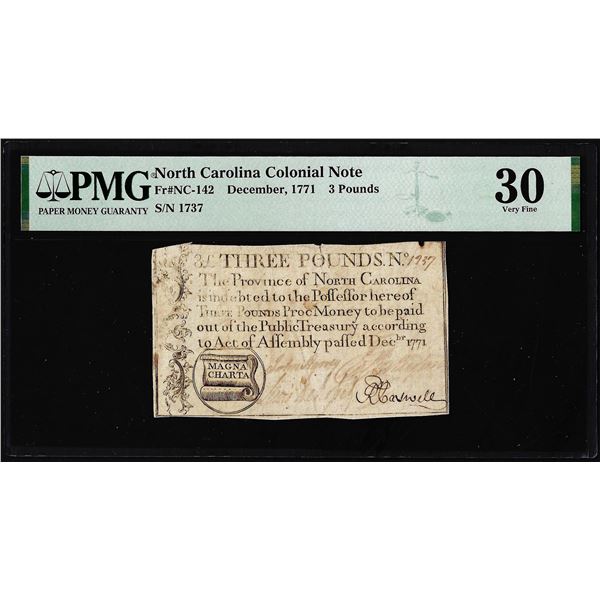 PMG
PAPER MONEY GUARANTY
North Carolina Colonial Note
Fr#NC-142 December, 1771 3 Pounds
S/N 1737
30
Very Fine
3£ THREE POUNDS. No. 1737
The Province of NORTH CAROLINA
is indebted to the Poſſeſſor hereof
THREE POUNDS Proc Money to be paid
out of the Public Treasury according
to Act of Aſſembly paſſed Decbr 1771
MAGNA
CHARTA
R Caswell